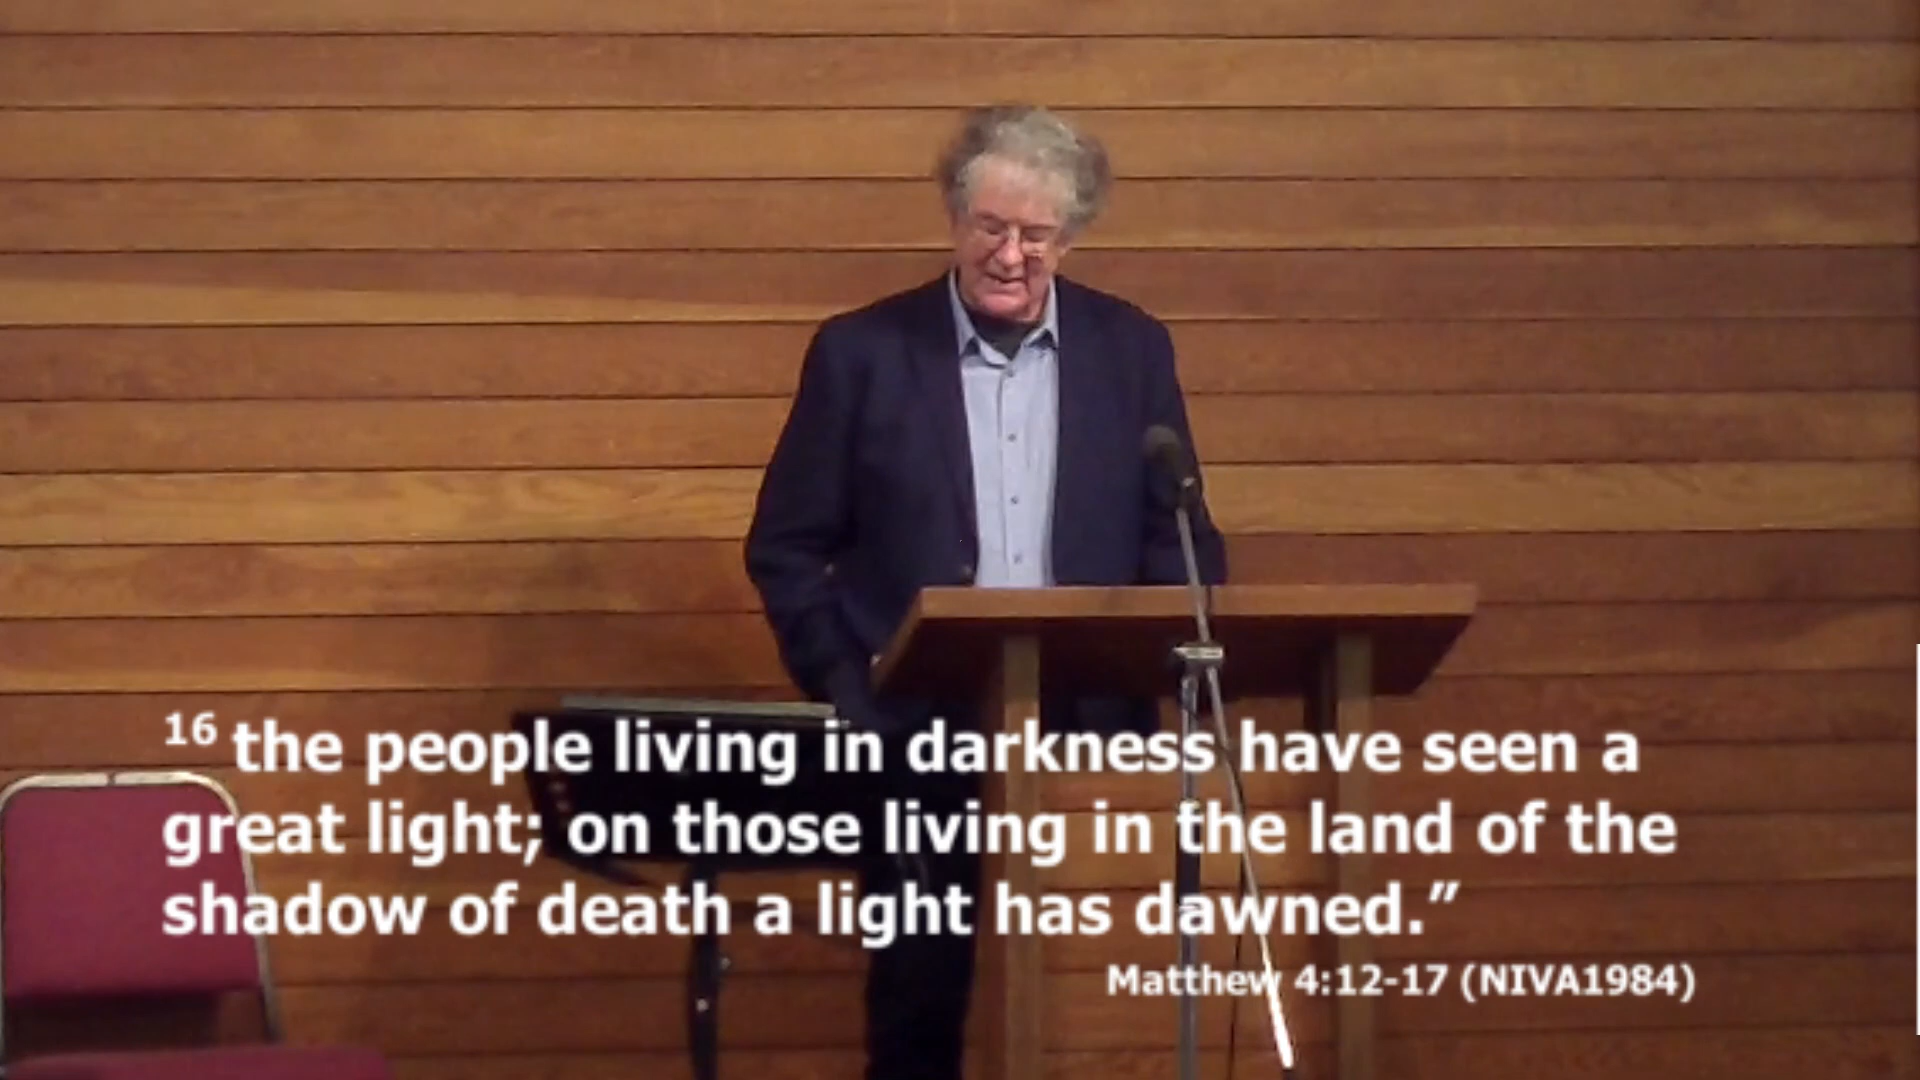 16 the people living in darkness have seen a
great light; on those living in the land of the
shadow of death a light has dawned.”
Matthew 4:12-17 (NIVA1984)